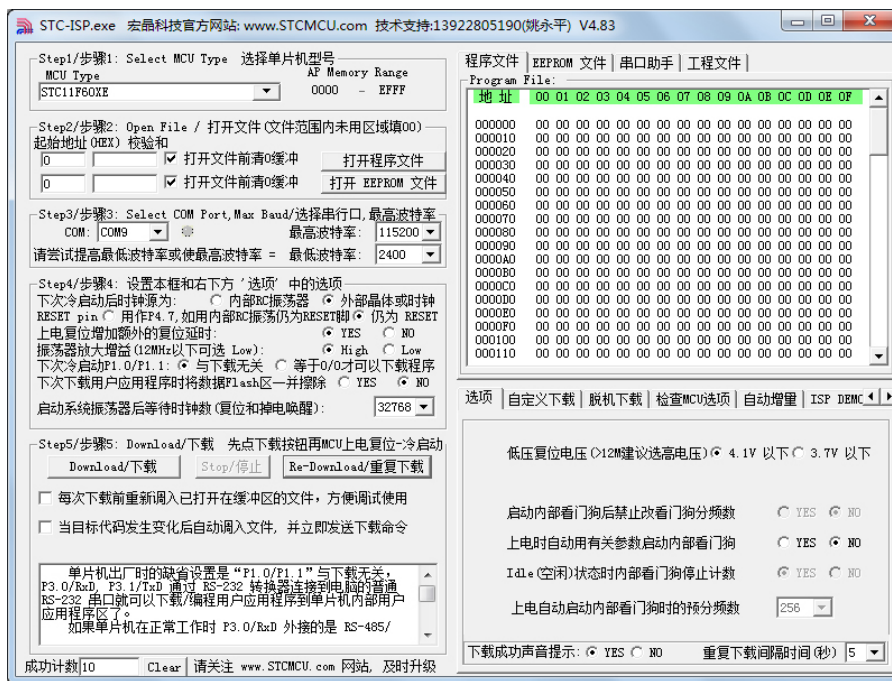 STC-ISP.exe 宏晶科技官方网站: www.STCMCU.com 技术支持:13922805190(姚永平) V4.83
Step1/步骤1: Select MCU Type 选择单片机型号
MCU Type AP Memory Range
STC11F60XE 0000 - EFFF
Step2/步骤2: Open File / 打开文件(文件范围内未用区域填00)
起始地址(HEX) 校验和
0 打开文件前清0缓冲 打开程序文件
0 打开文件前清0缓冲 打开 EEPROM 文件
Step3/步骤3: Select COM Port,Max Baud/选择串行口,最高波特率
COM: COM9 最高波特率: 115200
请尝试提高最低波特率或使最高波特率 = 最低波特率: 2400
Step4/步骤4: 设置本框和右下方 '选项' 中的选项
下次冷启动后时钟源为: 内部RC振荡器 外部晶体或时钟
RESET pin 用作P4.7,如用内部RC振荡仍为RESET脚 仍为 RESET
上电复位增加额外的复位延时: YES NO
振荡器放大增益(12MHz以下可选 Low): High Low
下次冷启动P1.0/P1.1: 与下载无关 等于0/0才可以下载程序
下次下载用户应用程序时将数据Flash区一并擦除 YES NO
启动系统振荡器后等待时钟数(复位和掉电唤醒): 32768
Step5/步骤5: Download/下载 先点下载按钮再MCU上电复位-冷启动
Download/下载 Stop/停止 Re-Download/重复下载
每次下载前重新调入已打开在缓冲区的文件，方便调试使用
当目标代码发生变化后自动调入文件，并立即发送下载命令
单片机出厂时的缺省设置是“P1.0/P1.1”与下载无关，
P3.0/RxD, P3.1/TxD 通过 RS-232 转换器连接到电脑的普通
RS-232 串口就可以下载/编程用户应用程序到单片机内部用户
应用程序区了。
如果单片机在正常工作时 P3.0/RxD 外接的是 RS-485/
成功计数 10 Clear 请关注 www.STCMCU.com 网站, 及时升级
程序文件 EEPROM 文件 串口助手 工程文件
Program File:
地址 00 01 02 03 04 05 06 07 08 09 0A 0B 0C 0D 0E 0F
000000 00 00 00 00 00 00 00 00 00 00 00 00 00 00 00 00
000010 00 00 00 00 00 00 00 00 00 00 00 00 00 00 00 00
000020 00 00 00 00 00 00 00 00 00 00 00 00 00 00 00 00
000030 00 00 00 00 00 00 00 00 00 00 00 00 00 00 00 00
000040 00 00 00 00 00 00 00 00 00 00 00 00 00 00 00 00
000050 00 00 00 00 00 00 00 00 00 00 00 00 00 00 00 00
000060 00 00 00 00 00 00 00 00 00 00 00 00 00 00 00 00
000070 00 00 00 00 00 00 00 00 00 00 00 00 00 00 00 00
000080 00 00 00 00 00 00 00 00 00 00 00 00 00 00 00 00
000090 00 00 00 00 00 00 00 00 00 00 00 00 00 00 00 00
0000A0 00 00 00 00 00 00 00 00 00 00 00 00 00 00 00 00
0000B0 00 00 00 00 00 00 00 00 00 00 00 00 00 00 00 00
0000C0 00 00 00 00 00 00 00 00 00 00 00 00 00 00 00 00
0000D0 00 00 00 00 00 00 00 00 00 00 00 00 00 00 00 00
0000E0 00 00 00 00 00 00 00 00 00 00 00 00 00 00 00 00
0000F0 00 00 00 00 00 00 00 00 00 00 00 00 00 00 00 00
000100 00 00 00 00 00 00 00 00 00 00 00 00 00 00 00 00
000110 00 00 00 00 00 00 00 00 00 00 00 00 00 00 00 00
选项 自定义下载 脱机下载 检查MCU选项 自动增量 ISP DEMO
低压复位电压(>12M建议选高电压) 4.1V 以下 3.7V 以下
启动内部看门狗后禁止改看门狗分频数 YES NO
上电时自动用有关参数启动内部看门狗 YES NO
Idle(空闲)状态时内部看门狗停止计数 YES NO
上电自动启动内部看门狗时的预分频数 256
下载成功声音提示: YES NO 重复下载间隔时间(秒) 5